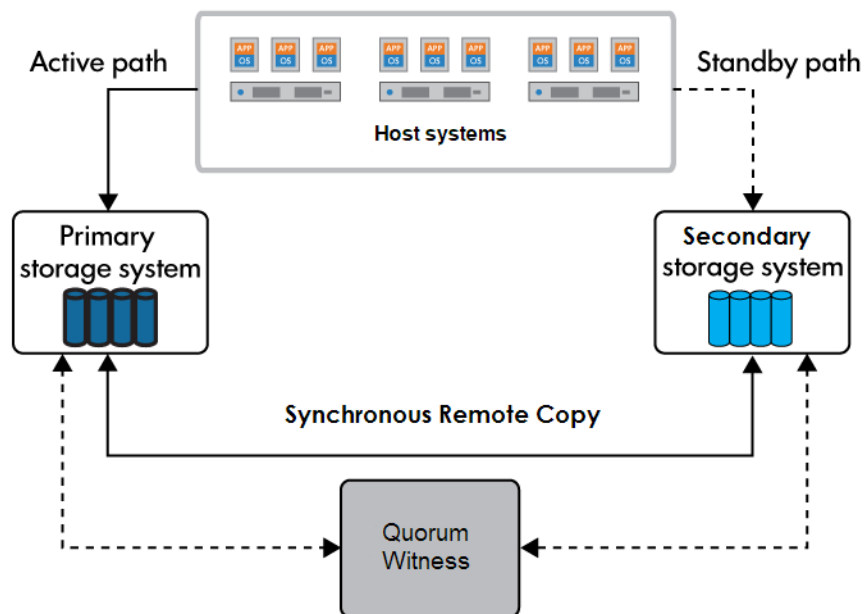 Active path
Standby path
APP APP APP APP APP APP APP APP APP
OS OS OS OS OS OS OS OS OS
Host systems
Primary
storage system
Secondary
storage system
Synchronous Remote Copy
Quorum
Witness